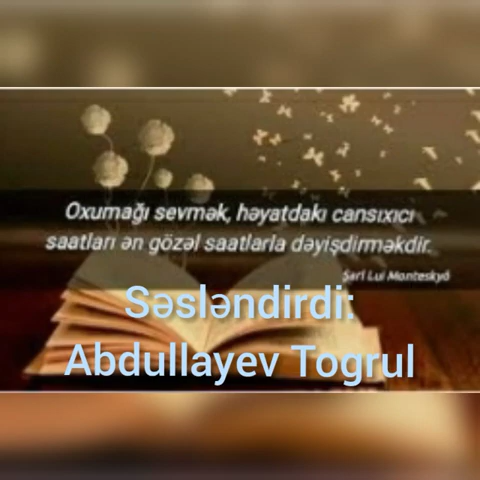 Oxumağı sevmək, həyatdakı cansıxıcı
saatları ən gözəl saatlarla dəyişdirməkdir.
Şarl Lui Monteskyö
Səsləndirdi:
Abdullayev Togrul